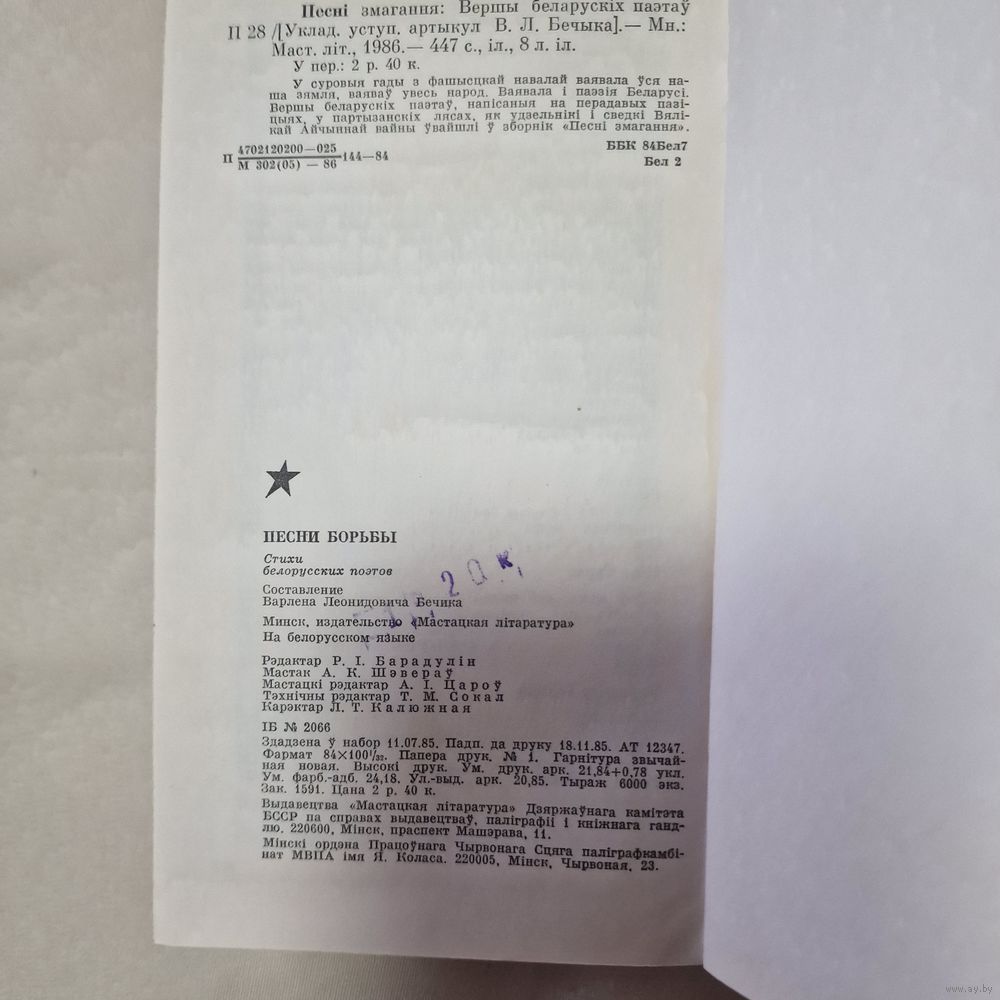 Песні змагання: Вершы беларускіх паэтаў
П 28 /[Уклад. уступ. артыкул В. Л. Бечыка].— Мн.:
Маст. літ., 1986.— 447 с., іл., 8 л. іл.
У пер.: 2 р. 40 к.
У суровыя гады з фашысцкай навалай ваявала ўся на-
ша зямля, ваяваў увесь народ. Ваявала і паэзія Беларусі.
Вершы беларускіх паэтаў, напісаныя на перадавых пазі-
цыях, у партызанскіх лясах, як удзельнікі і сведкі Вялі-
кай Айчыннай вайны ўвайшлі ў зборнік «Песні змагання».
П 4702120200—025
М 302(05) — 86 144—84
ББК 84Бел7
Бел 2
ПЕСНИ БОРЬБЫ
Стихи
белорусских поэтов
Составление
Варлена Леонидовича Бечика
Минск, издательство «Мастацкая літаратура»
На белорусском языке
20 к.
Рэдактар Р. І. Барадулін
Мастак А. К. Шэвераў
Мастацкі рэдактар А. І. Цароў
Тэхнічны рэдактар Т. М. Сокал
Карэктар Л. Т. Калюжная
ІБ № 2066
Здадзена ў набор 11.07.85. Падп. да друку 18.11.85. АТ 12347.
Фармат 84×100¹/₃₂. Папера друк. № 1. Гарнітура звычай-
ная новая. Высокі друк. Ум. друк. арк. 21,84+0,78 укл.
Ум. фарб.-адб. 24,18. Ул.-выд. арк. 20,85. Тыраж 6000 экз.
Зак. 1591. Цана 2 р. 40 к.
Выдавецтва «Мастацкая літаратура» Дзяржаўнага камітэта
БССР па справах выдавецтваў, паліграфіі і кніжнага ганд-
лю. 220600, Мінск, праспект Машэрава, 11.
Мінскі ордэна Працоўнага Чырвонага Сцяга паліграфкамбі-
нат МВПА імя Я. Коласа. 220005, Мінск, Чырвоная, 23.
www.ay.by